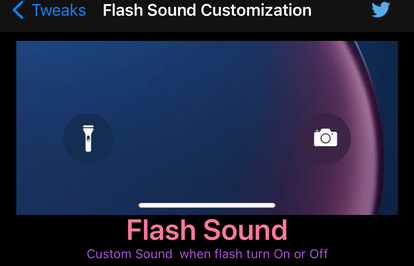 Tweaks Flash Sound Customization
Flash Sound
Custom Sound  when flash turn On or Off